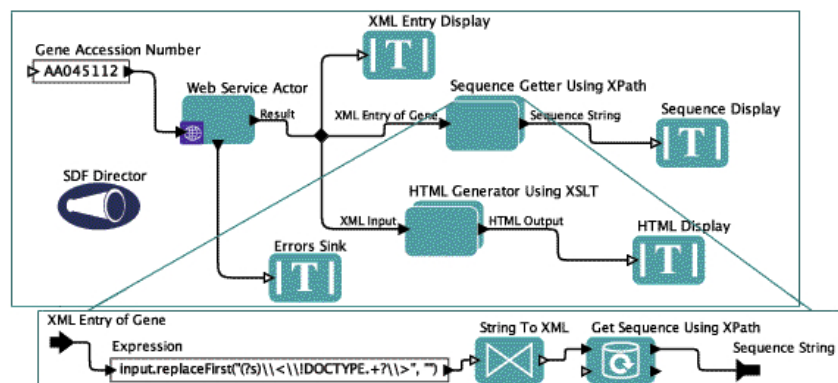 XML Entry Display
Gene Accession Number
AA045112
T
Web Service Actor
Result
Sequence Getter Using XPath
XML Entry of Gene
Sequence String
Sequence Display
T
SDF Director
HTML Generator Using XSLT
XML Input
HTML Output
HTML Display
T
Errors Sink
T
XML Entry of Gene
Expression
input.replaceFirst("(?s)\\<\\!DOCTYPE.+?\\>", "")
String To XML
Get Sequence Using XPath
Sequence String